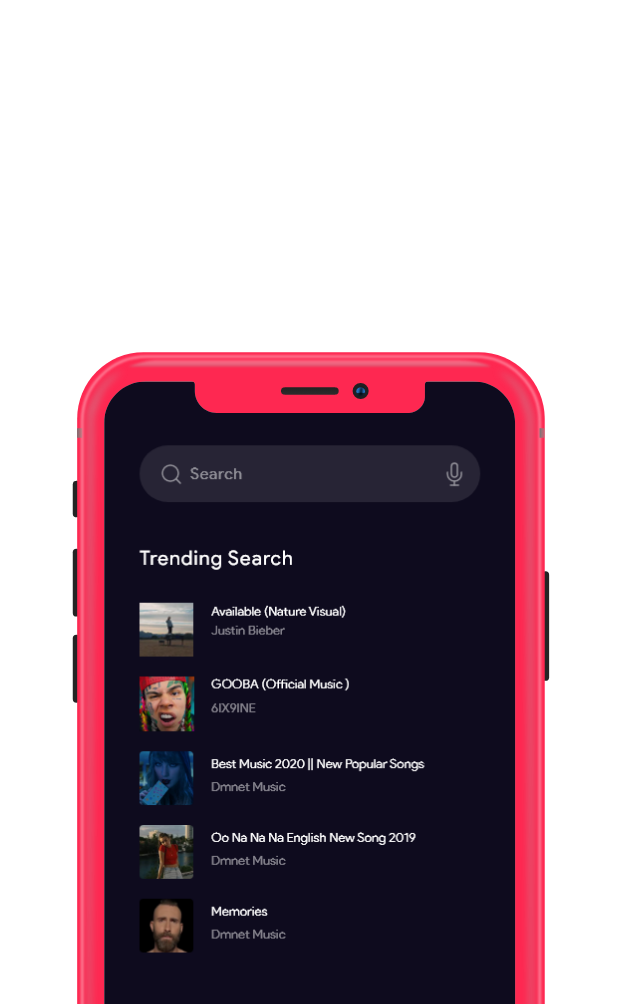 Search
Trending Search
Available (Nature Visual)
Justin Bieber
GOOBA (Official Music )
6IX9INE
Best Music 2020 || New Popular Songs
Dmnet Music
Oo Na Na Na English New Song 2019
Dmnet Music
Memories
Dmnet Music